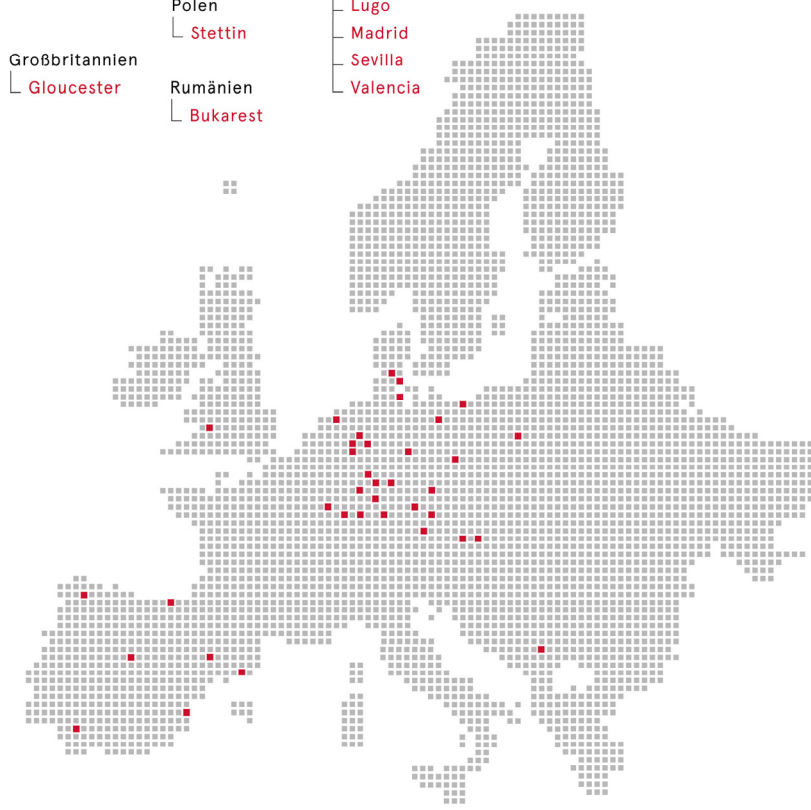 Großbritannien
Gloucester
Polen
Stettin
Rumänien
Bukarest
Lugo
Madrid
Sevilla
Valencia